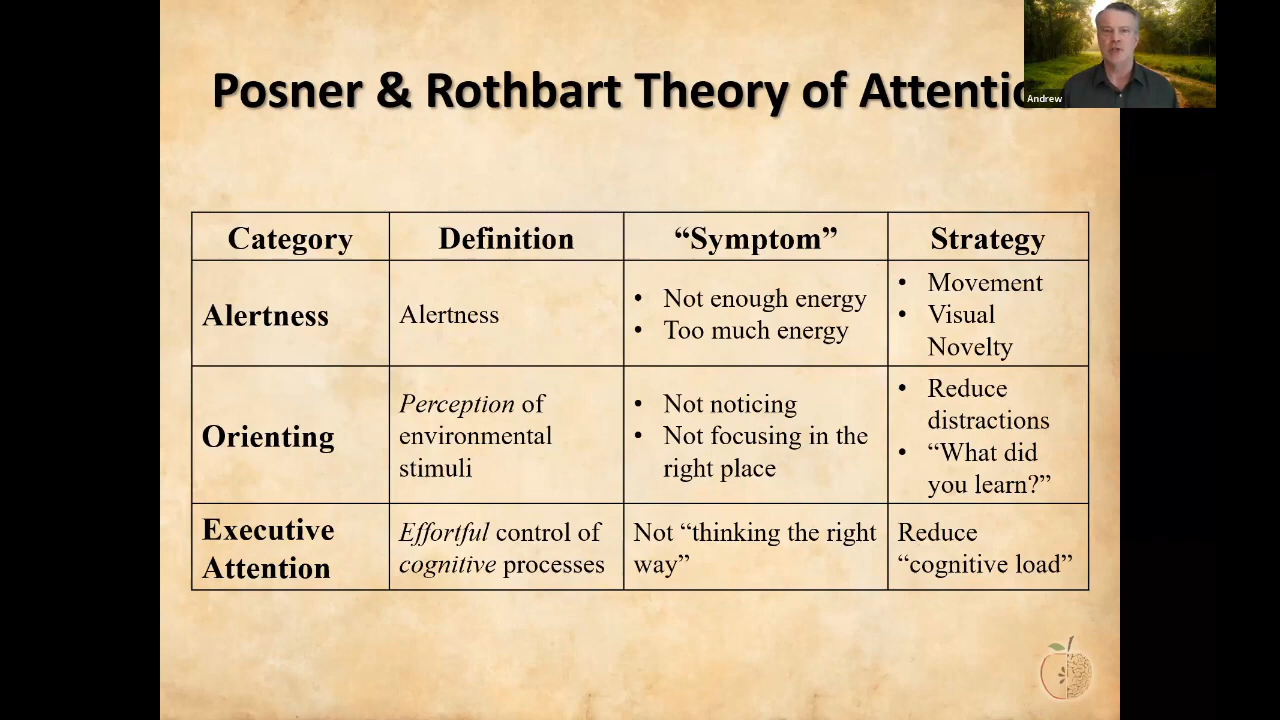 Posner & Rothbart Theory of Attentio
Andrew
Category Definition “Symptom” Strategy
Alertness
Alertness
• Not enough energy
• Too much energy
• Movement
• Visual
Novelty
Orienting
Perception of
environmental
stimuli
• Not noticing
• Not focusing in the
right place
• Reduce
distractions
• “What did
you learn?”
Executive
Attention
Effortful control of
cognitive processes
Not “thinking the right
way”
Reduce
“cognitive load”